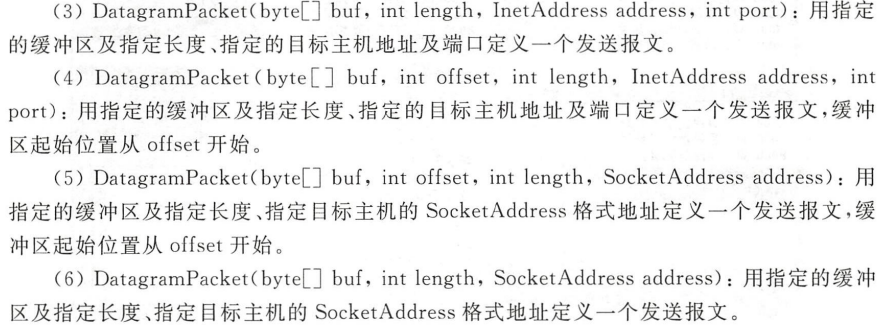 (3) DatagramPacket(byte[] buf, int length, InetAddress address, int port)：用指定
的缓冲区及指定长度、指定的目标主机地址及端口定义一个发送报文。
(4) DatagramPacket(byte[] buf, int offset, int length, InetAddress address, int
port)：用指定的缓冲区及指定长度、指定的目标主机地址及端口定义一个发送报文,缓冲
区起始位置从 offset 开始。
(5) DatagramPacket(byte[] buf, int offset, int length, SocketAddress address)：用
指定的缓冲区及指定长度、指定目标主机的 SocketAddress 格式地址定义一个发送报文,缓
冲区起始位置从 offset 开始。
(6) DatagramPacket(byte[] buf, int length, SocketAddress address)：用指定的缓冲
区及指定长度、指定目标主机的 SocketAddress 格式地址定义一个发送报文。